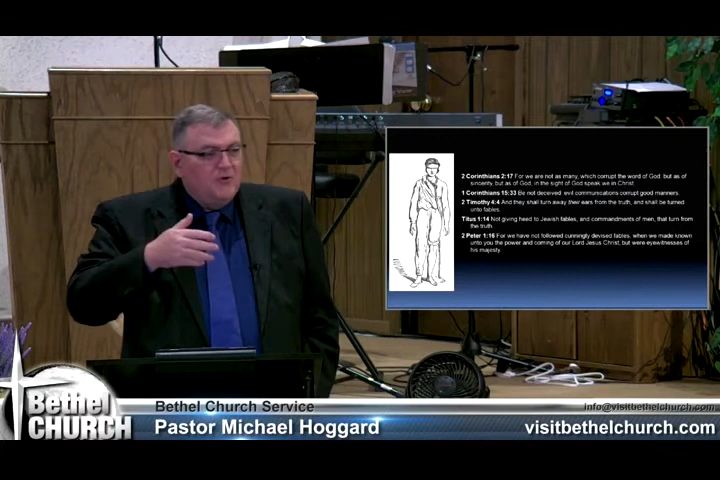 2 Corinthians 2:17 For we are not as many, which corrupt the word of God: but as of
sincerity, but as of God, in the sight of God speak we in Christ
1 Corinthians 15:33 Be not deceived: evil communications corrupt good manners.
2 Timothy 4:4 And they shall turn away their ears from the truth, and shall be turned
unto fables.
Titus 1:14 Not giving heed to Jewish fables, and commandments of men, that turn from
the truth
2 Peter 1:16 For we have not followed cunningly devised fables, when we made known
unto you the power and coming of our Lord Jesus Christ, but were eyewitnesses of
his majesty.
Bethel
CHURCH
Bethel Church Service
info@visitbethelchurch.com
Pastor Michael Hoggard
visitbethelchurch.com